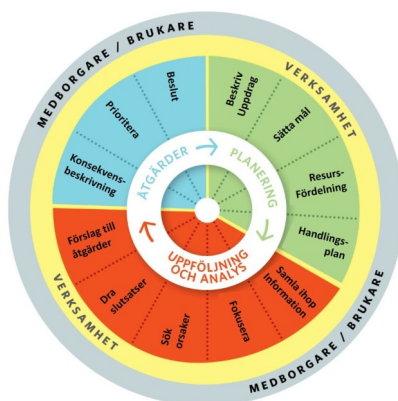 MEDBORGARE / BRUKARE
VERKSAMHET
Beslut
Prioritera
Konsekvens-
beskrivning
Beskriv
Uppdrag
Sätta mål
Resurs-
Fördelning
Handlings-
plan
ÅTGÄRDER
PLANERING
UPPFÖLJNING
OCH ANALYS
Samla ihop
information
Fokusera
Sök
orsaker
Dra
slutsatser
Förslag till
åtgärder
VERKSAMHET
MEDBORGARE / BRUKARE